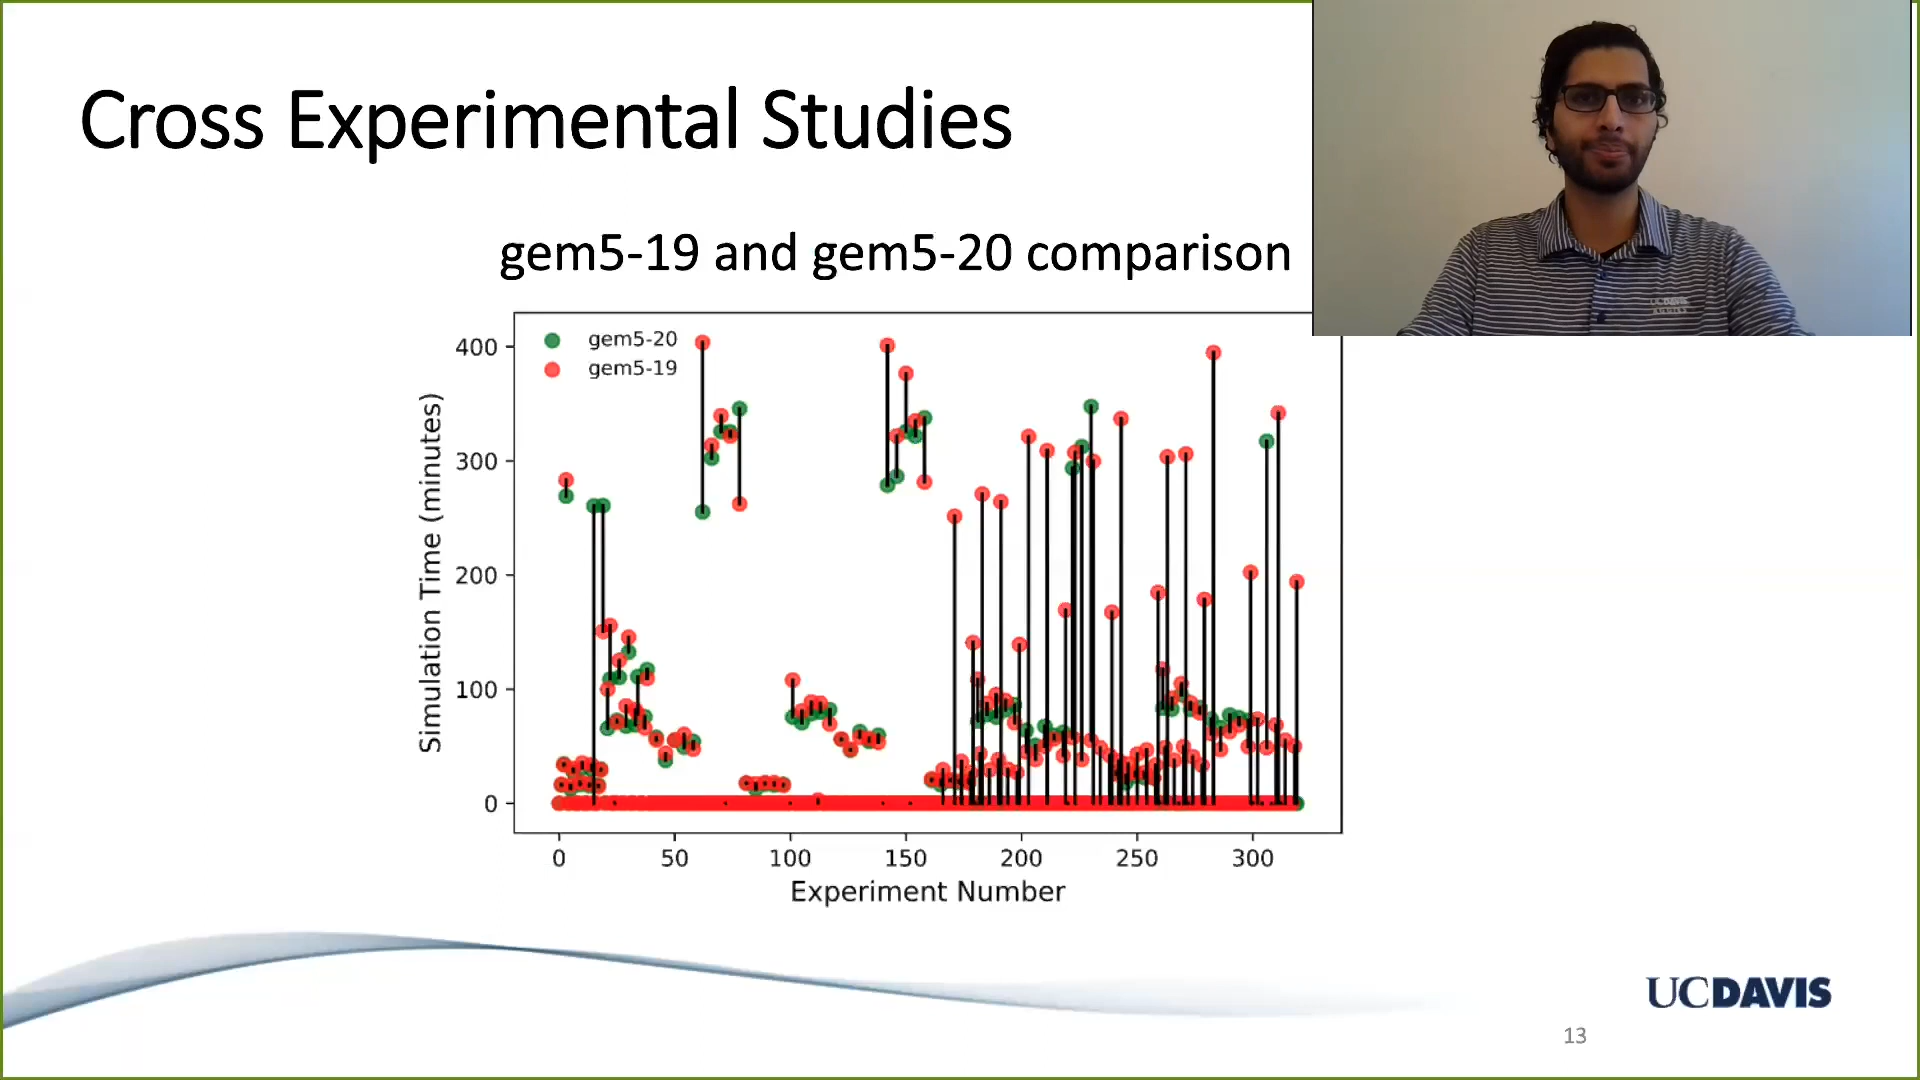 Cross Experimental Studies
gem5-19 and gem5-20 comparison
gem5-20
gem5-19
400
300
200
100
0
Simulation Time (minutes)
0 50 100 150 200 250 300
Experiment Number
UCDAVIS
13